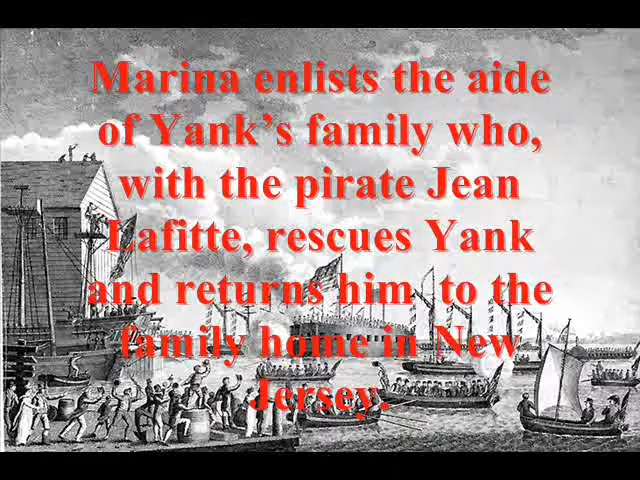 Marina enlists the aide
of Yank’s family who,
with the pirate Jean
Lafitte, rescues Yank
and returns him  to the
family home in New
Jersey.